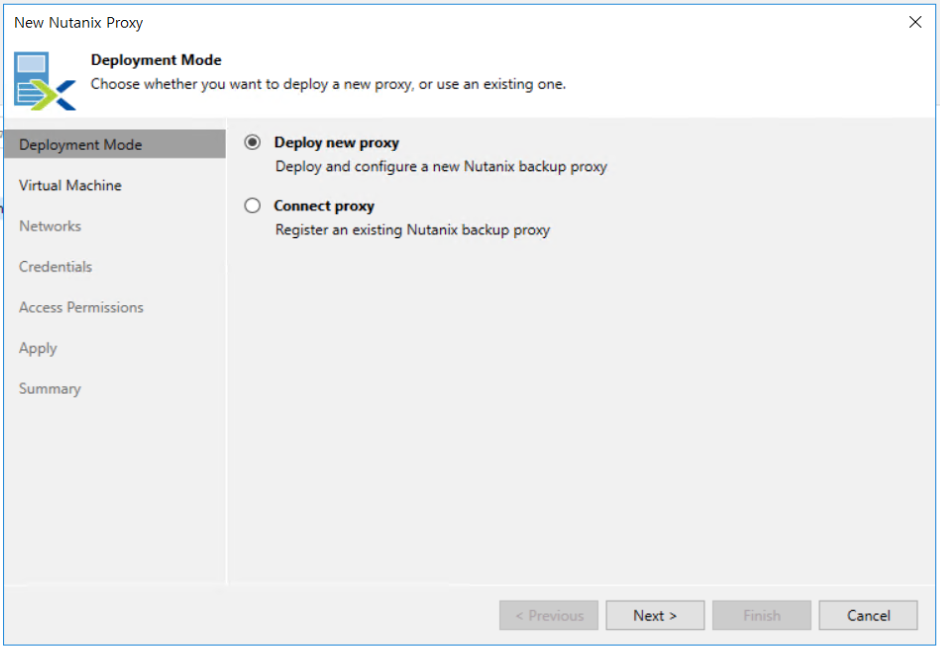 New Nutanix Proxy
Deployment Mode
Choose whether you want to deploy a new proxy, or use an existing one.
Deployment Mode
Virtual Machine
Networks
Credentials
Access Permissions
Apply
Summary
Deploy new proxy
Deploy and configure a new Nutanix backup proxy
Connect proxy
Register an existing Nutanix backup proxy
< Previous
Next >
Finish
Cancel